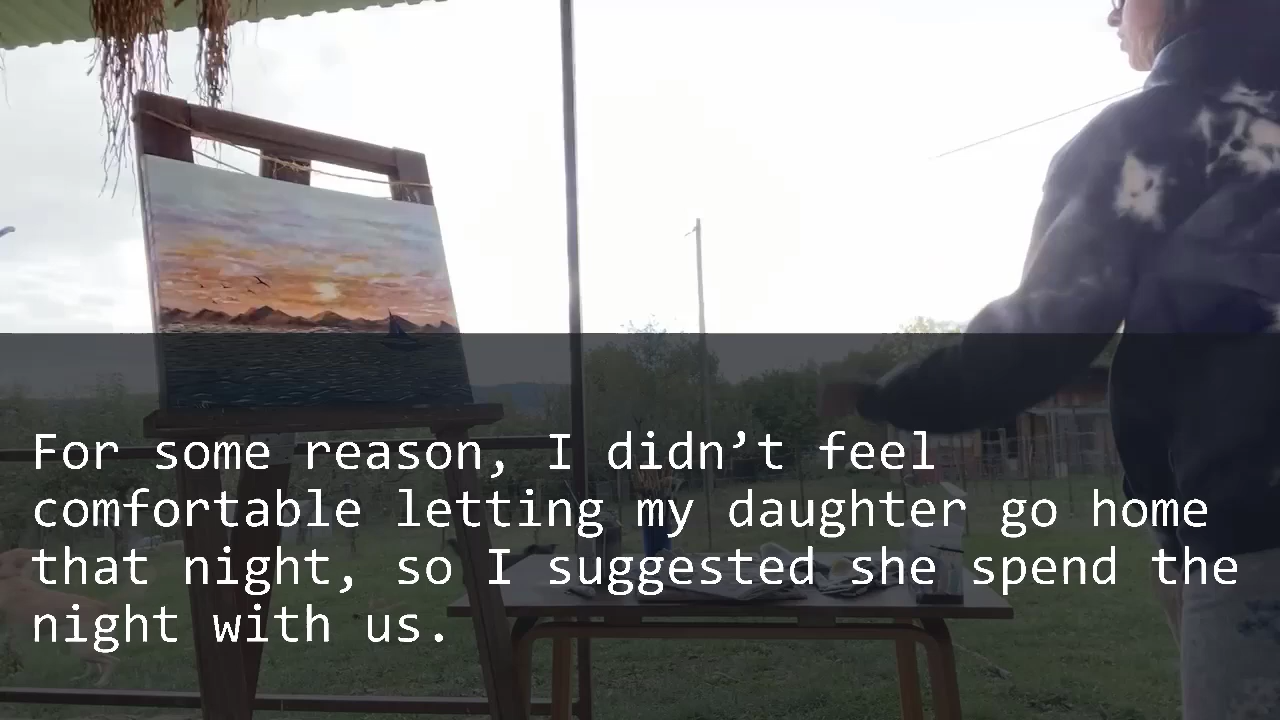 For some reason, I didn’t feel
comfortable letting my daughter go home
that night, so I suggested she spend the
night with us.